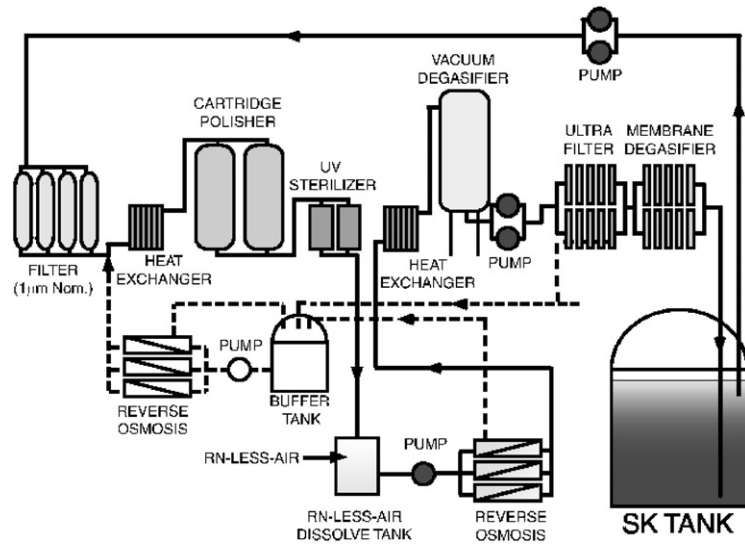 PUMP
VACUUM
DEGASIFIER
CARTRIDGE
POLISHER
ULTRA
FILTER
MEMBRANE
DEGASIFIER
UV
STERILIZER
FILTER
(1μm Nom.)
HEAT
EXCHANGER
HEAT
EXCHANGER
PUMP
PUMP
REVERSE
OSMOSIS
BUFFER
TANK
RN-LESS-AIR
PUMP
RN-LESS-AIR
DISSOLVE TANK
REVERSE
OSMOSIS
SK TANK